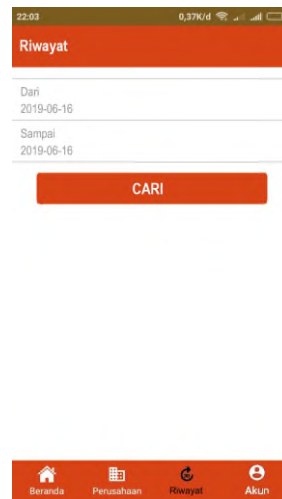 22:03 0,37K/d
Riwayat
Dari
2019-06-16
Sampai
2019-06-16
CARI
Beranda Perusahaan Riwayat Akun